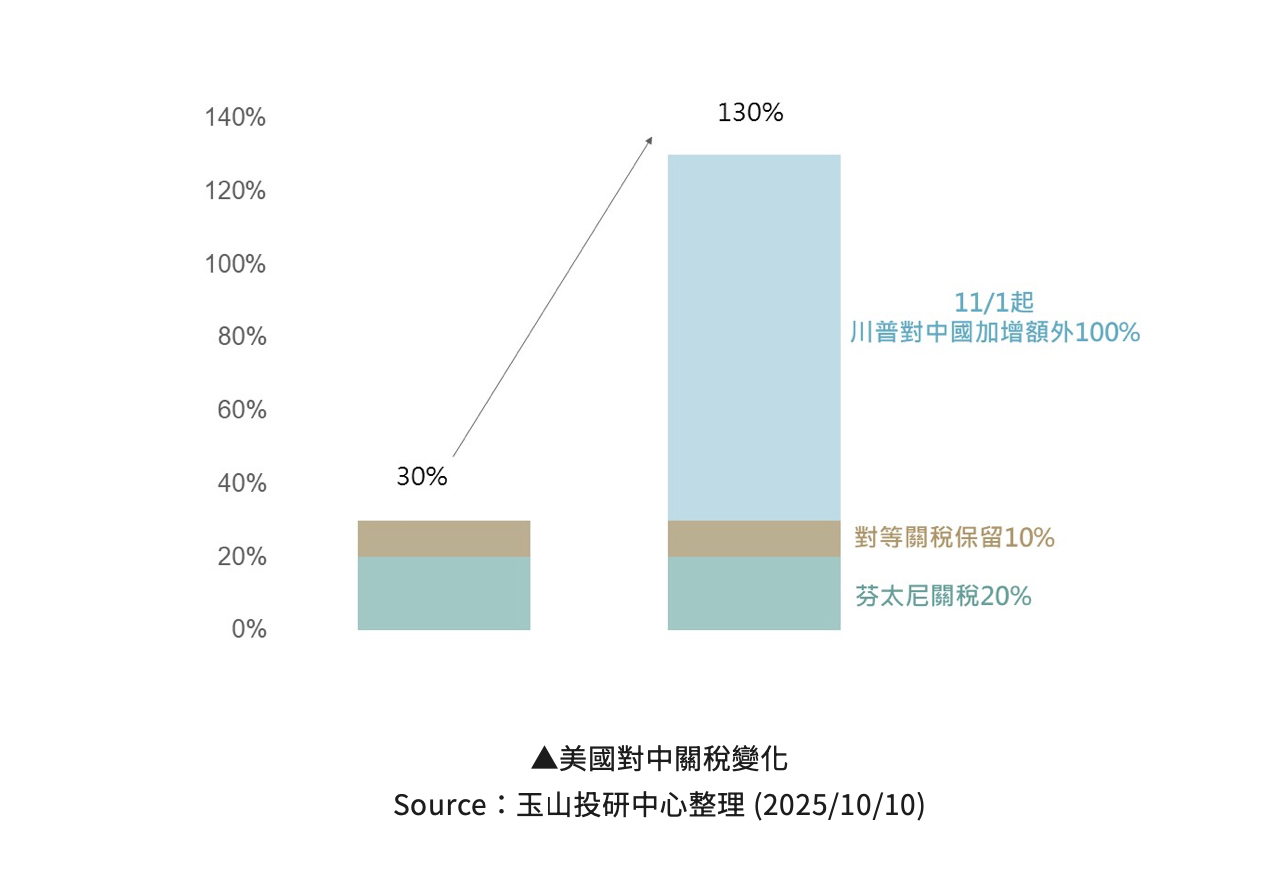 140%
120%
100%
80%
60%
40%
20%
0%
30%
130%
11/1起
川普對中國加增額外100%
對等關稅保留10%
芬太尼關稅20%
▲美國對中關稅變化
Source：玉山投研中心整理 (2025/10/10)